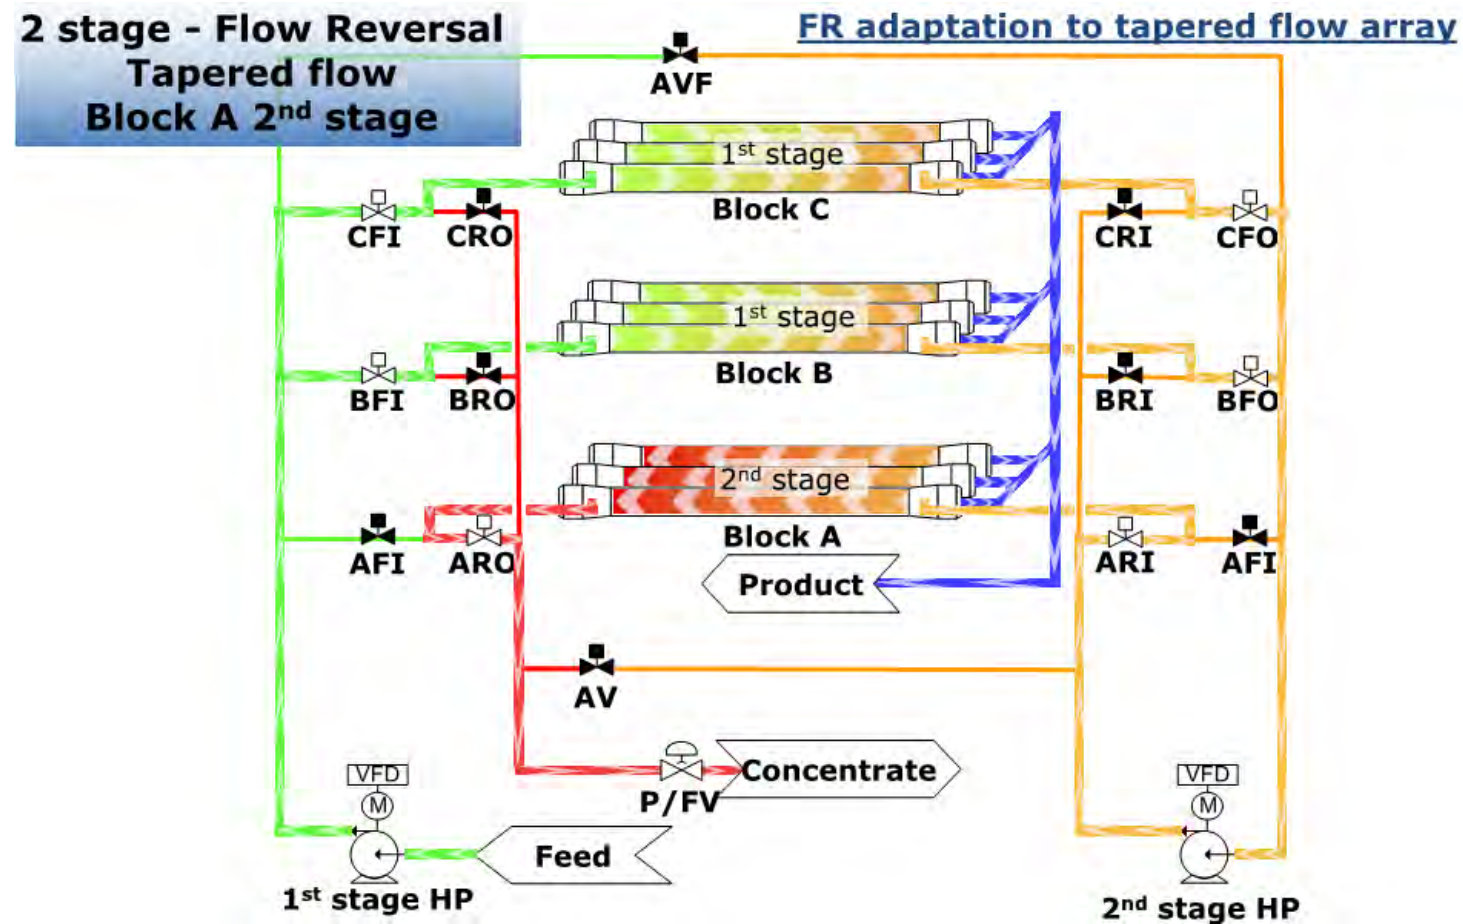 2 stage - Flow Reversal
Tapered flow
Block A 2nd stage
FR adaptation to tapered flow array
AVF
1st stage
Block C
CFI
CRO
CRI
CFO
1st stage
Block B
BFI
BRO
BRI
BFO
2nd stage
Block A
AFI
ARO
ARI
AFI
Product
AV
Concentrate
P/FV
VFD
M
Feed
1st stage HP
VFD
M
2nd stage HP